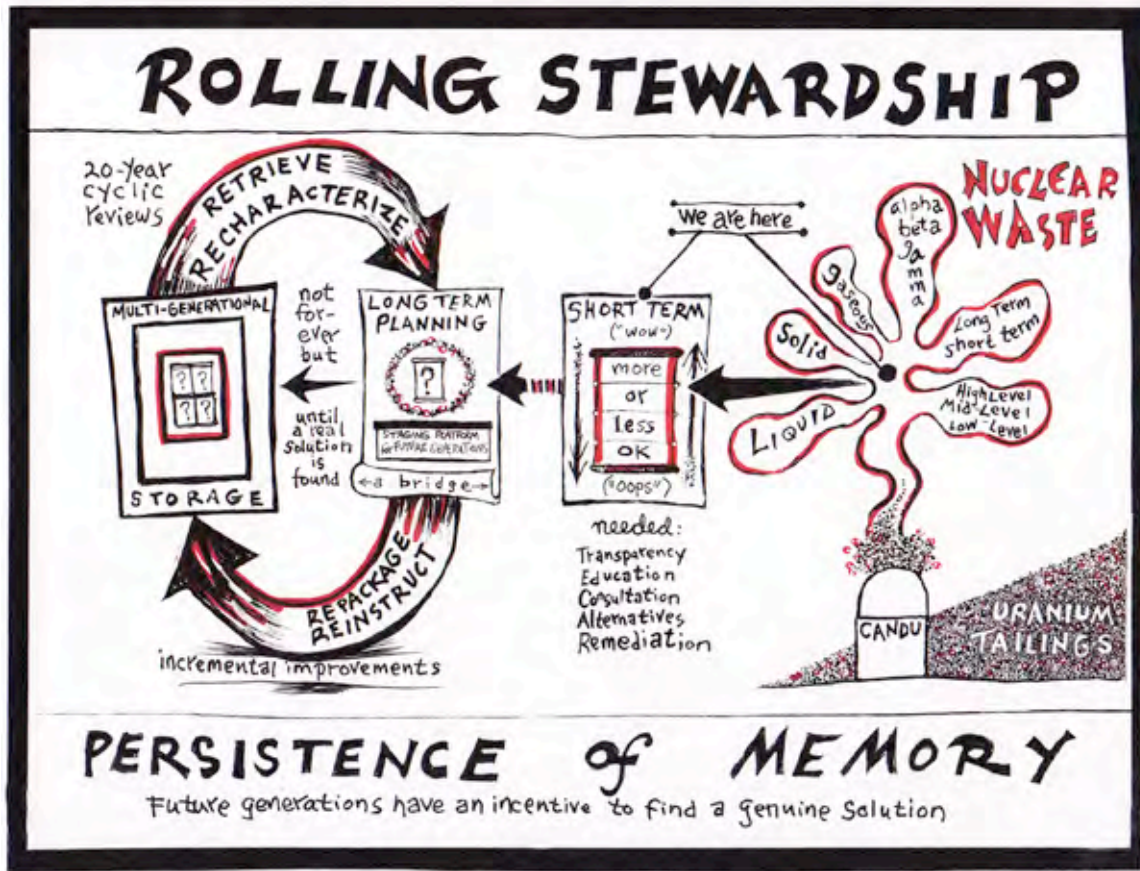 ROLLING STEWARDSHIP
20-year
cyclic
reviews
RETRIEVE
RECHARACTERIZE
MULTI-GENERATIONAL
? ?
? ?
STORAGE
not
for-
ever
but
until
a real
solution
is
found
LONG TERM
PLANNING
?
STAGING PLATFORM
for FUTURE GENERATIONS
a bridge
REPACKAGE
REINSTRUCT
incremental improvements
we are here
SHORT TERM
("WOW")
more
or
less
OK
("OOPS")
needed:
Transparency
Education
Consultation
Alternatives
Remediation
NUCLEAR
WASTE
alpha
beta
gamma
gaseous
Solid
LIQUID
Long Term
short term
High Level
Mid-Level
Low-Level
CANDU
URANIUM
TAILINGS
PERSISTENCE of MEMORY
Future generations have an incentive to find a genuine solution